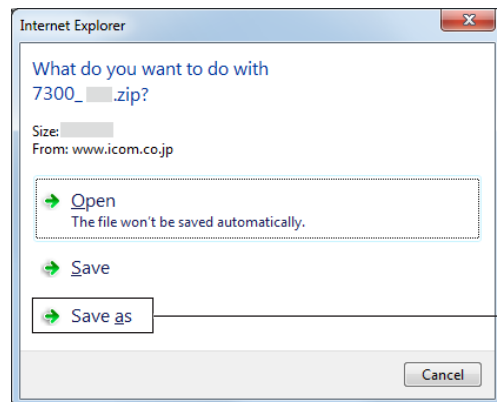 Internet Explorer
What do you want to do with
7300_ .zip?
Size:
From: www.icom.co.jp
Open
The file won't be saved automatically.
Save
Save as
Cancel